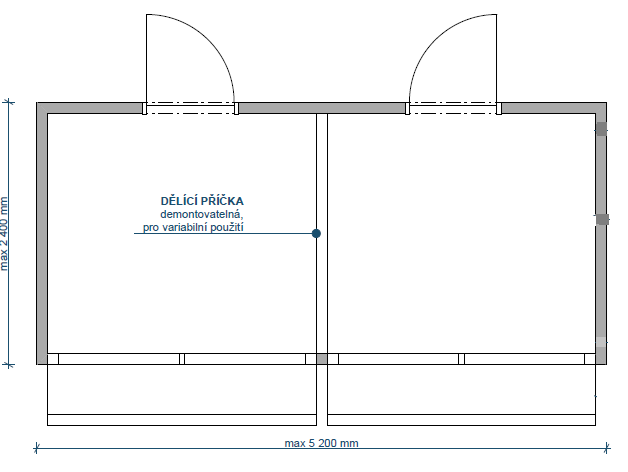 DĚLÍCÍ PŘÍČKA
demontovatelná,
pro variabilní použití
max 2 400 mm
max 5 200 mm